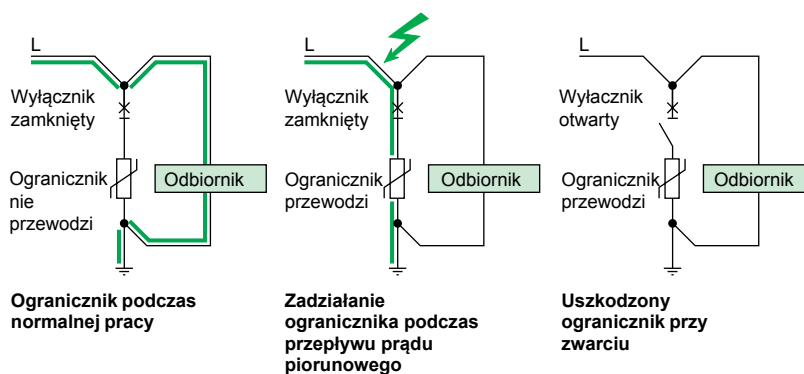 L
Wyłącznik
zamknięty
Ogranicznik
nie
przewodzi
Odbiornik
Ogranicznik podczas
normalnej pracy
L
Wyłącznik
zamknięty
Ogranicznik
przewodzi
Odbiornik
Zadziałanie
ogranicznika podczas
przepływu prądu
piorunowego
L
Wyłacznik
otwarty
Ogranicznik
przewodzi
Odbiornik
Uszkodzony
ogranicznik przy
zwarciu